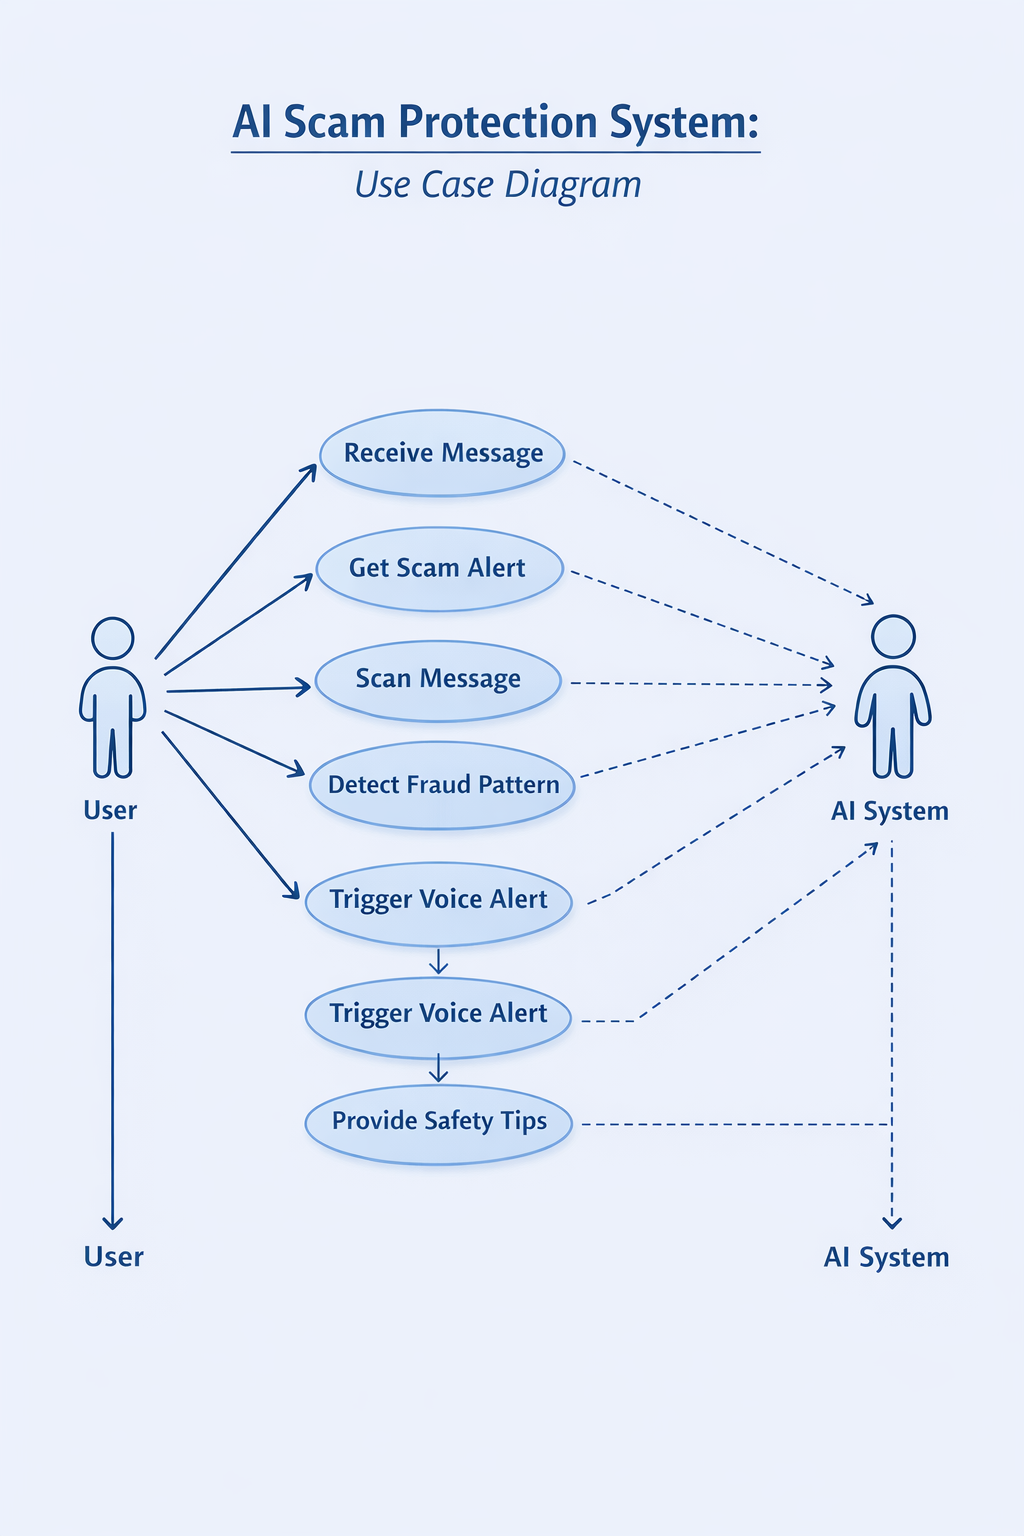 AI Scam Protection System:
Use Case Diagram
Receive Message
Get Scam Alert
Scan Message
Detect Fraud Pattern
User
AI System
Trigger Voice Alert
Trigger Voice Alert
Provide Safety Tips
User
AI System